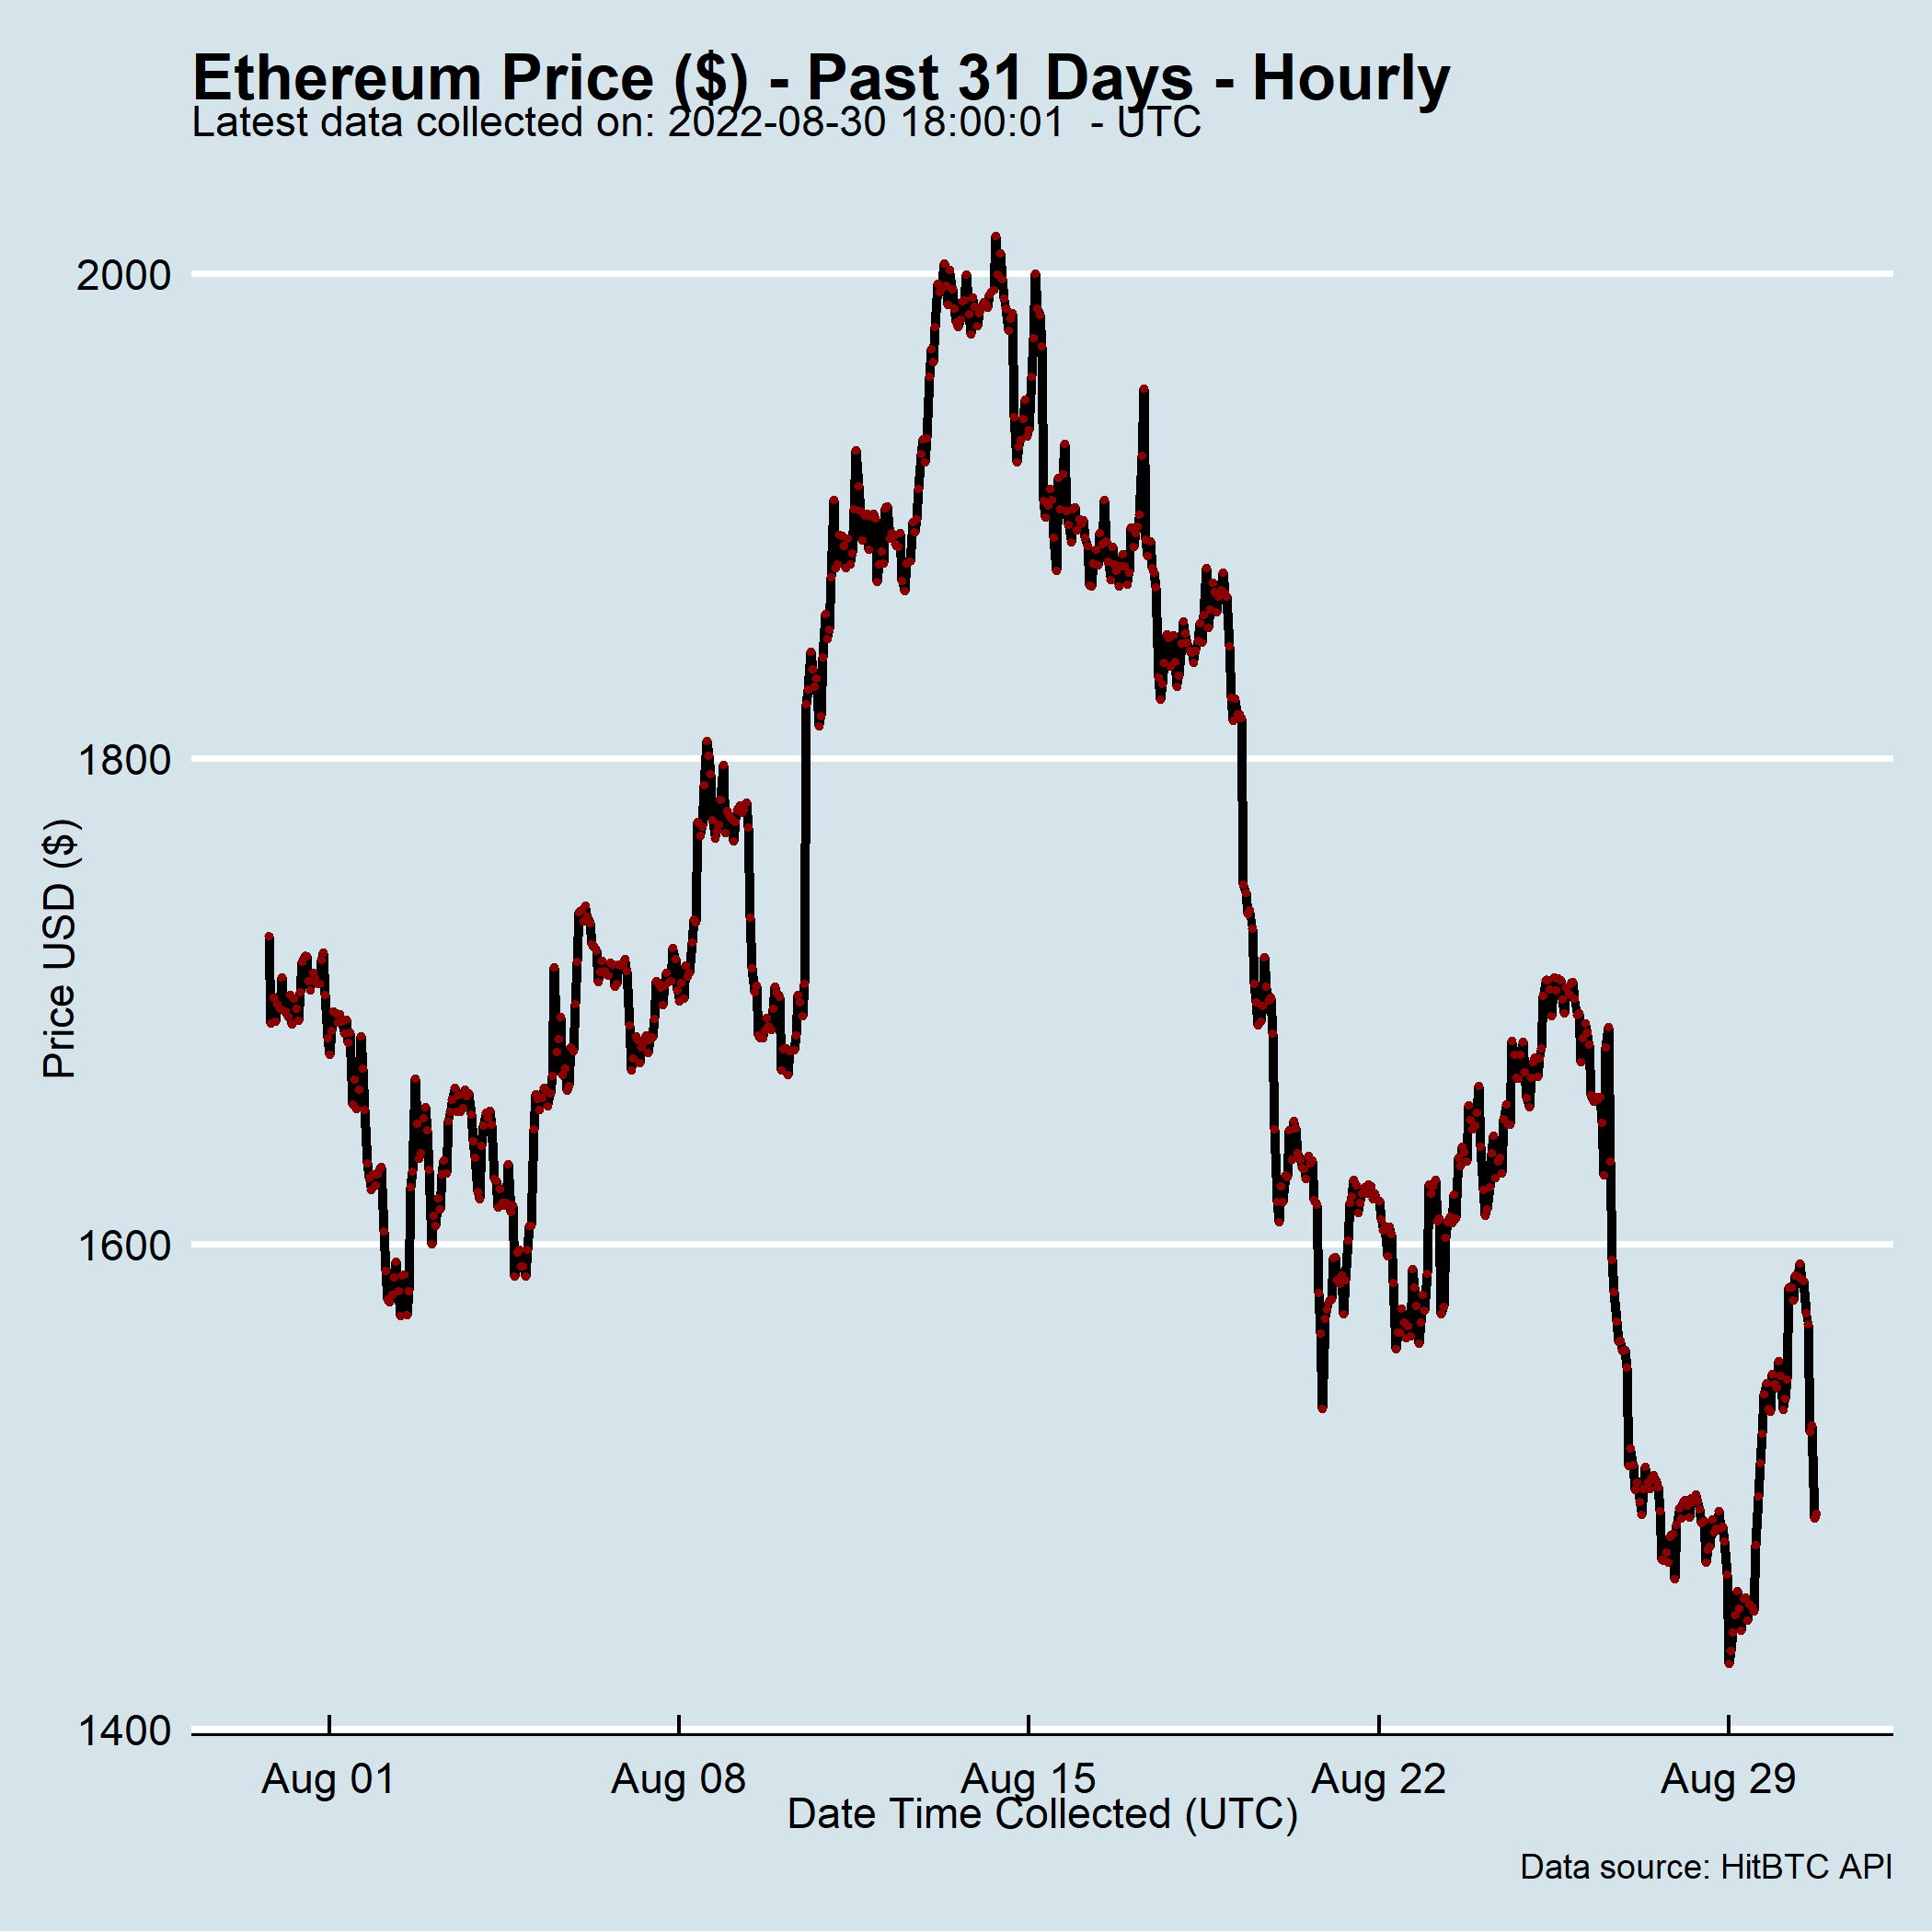 Ethereum Price ($) - Past 31 Days - Hourly
Latest data collected on: 2022-08-30 18:00:01  - UTC
2000
1800
1600
1400
Price USD ($)
Aug 01
Aug 08
Aug 15
Aug 22
Aug 29
Date Time Collected (UTC)
Data source: HitBTC API